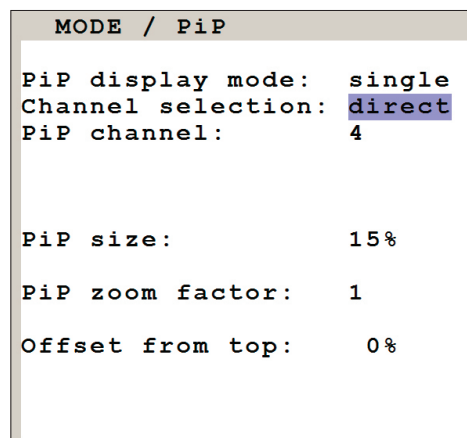 MODE / PiP
PiP display mode: single
Channel selection: direct
PiP channel: 4
PiP size: 15%
PiP zoom factor: 1
Offset from top: 0%